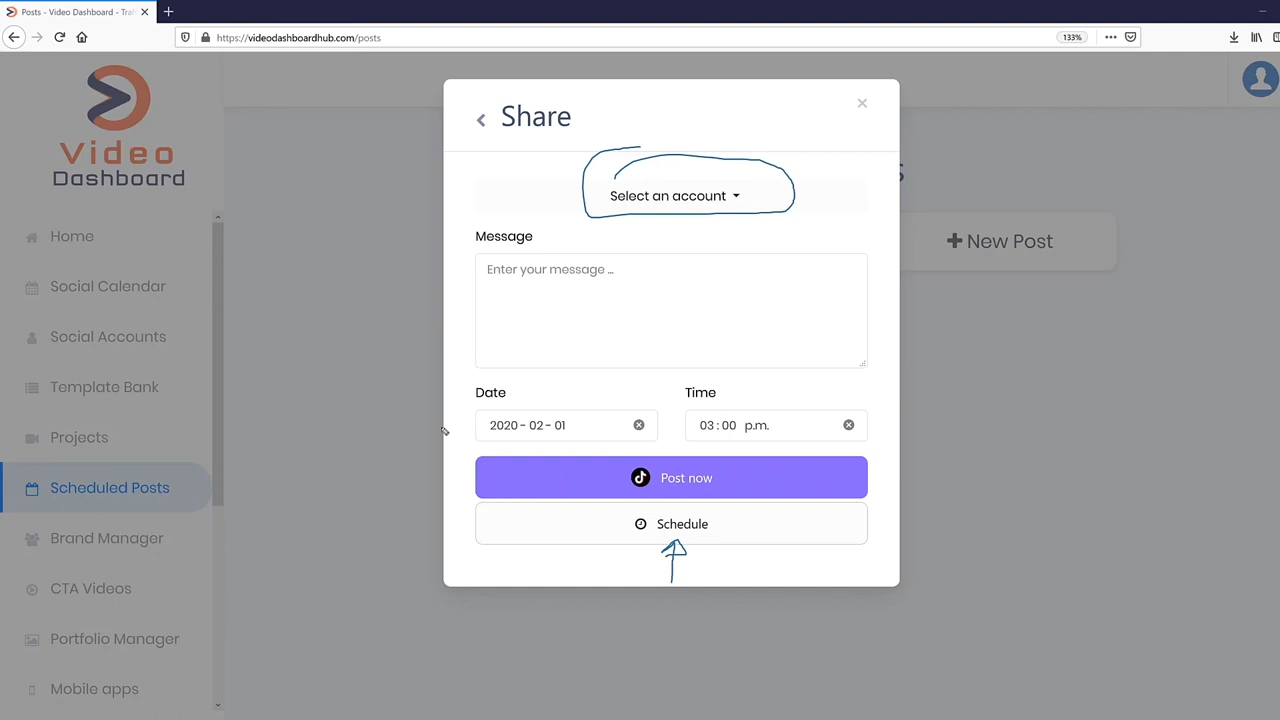 Posts - Video Dashboard - Tra
https://videodashboardhub.com/posts
133%
Video
Dashboard
Home
Social Calendar
Social Accounts
Template Bank
Projects
Scheduled Posts
Brand Manager
CTA Videos
Portfolio Manager
Mobile apps
Share
Select an account
Message
Enter your message ...
Date
Time
2020 - 02 - 01
03 : 00 p.m.
Post now
Schedule
s
New Post